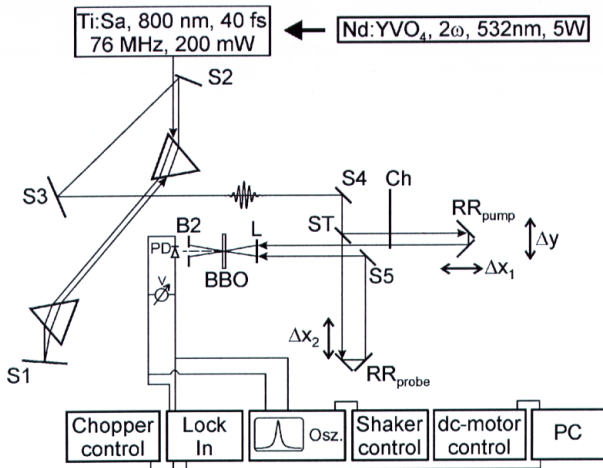 Ti:Sa, 800 nm, 40 fs
76 MHz, 200 mW
Nd:YVO₄, 2ω, 532nm, 5W
S2
S3
S4
Ch
RR_pump
ST
Δy
B2
L
PD
S5
Δx₁
BBO
V
Δx₂
S1
RR_probe
Chopper
control
Lock
In
Osz.
Shaker
control
dc-motor
control
PC